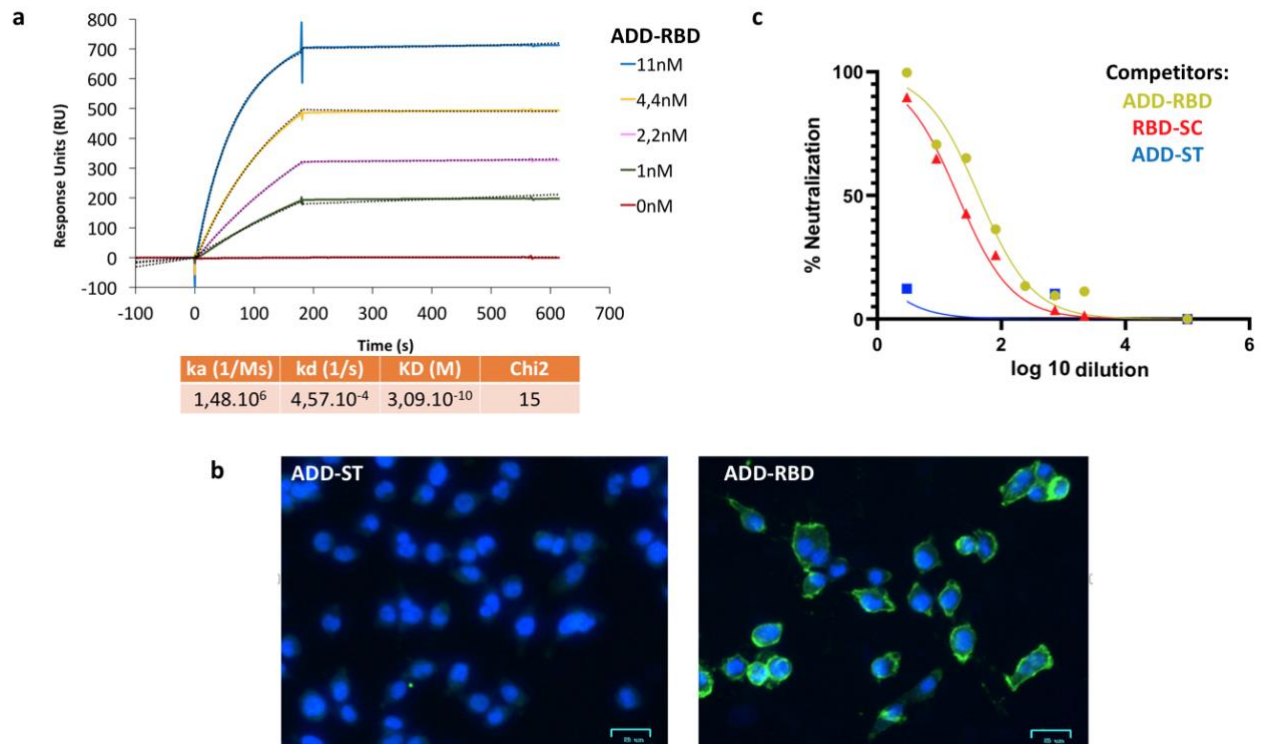 a
800
700
600
500
400
300
200
100
0
-100
-100 0 100 200 300 400 500 600 700
Response Units (RU)
Time (s)
ADD-RBD
11nM
4,4nM
2,2nM
1nM
0nM
ka (1/Ms) kd (1/s) KD (M) Chi2
1,48.10⁶ 4,57.10⁻⁴ 3,09.10⁻¹⁰ 15
c
100
50
0
0 2 4 6
% Neutralization
log 10 dilution
Competitors:
ADD-RBD
RBD-SC
ADD-ST
b
ADD-ST
ADD-RBD